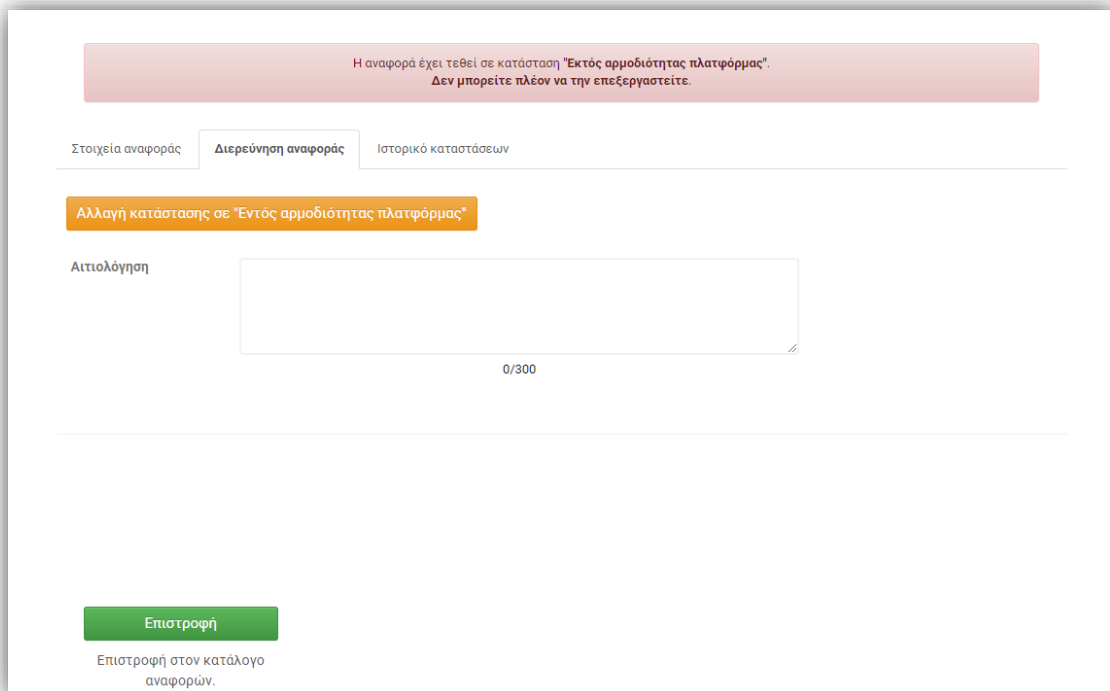 Η αναφορά έχει τεθεί σε κατάσταση "Εκτός αρμοδιότητας πλατφόρμας".
Δεν μπορείτε πλέον να την επεξεργαστείτε.
Στοιχεία αναφοράς
Διερεύνηση αναφοράς
Ιστορικό καταστάσεων
Αλλαγή κατάστασης σε "Εντός αρμοδιότητας πλατφόρμας"
Αιτιολόγηση
0/300
Επιστροφή
Επιστροφή στον κατάλογο
αναφορών.